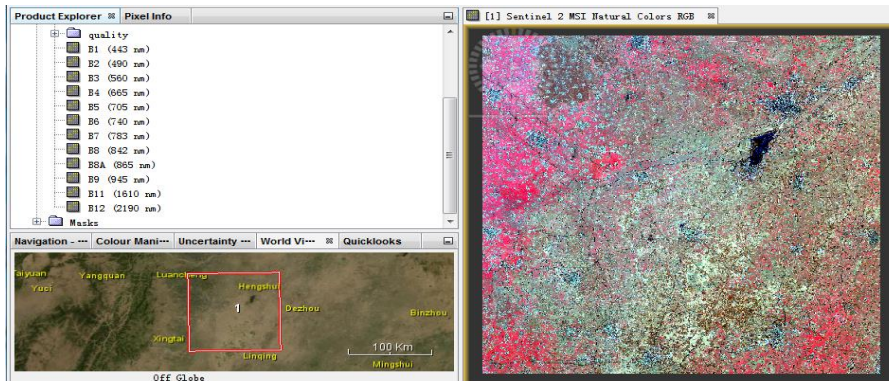 Product Explorer Pixel Info
quality
B1 (443 nm)
B2 (490 nm)
B3 (560 nm)
B4 (665 nm)
B5 (705 nm)
B6 (740 nm)
B7 (783 nm)
B8 (842 nm)
B8A (865 nm)
B9 (945 nm)
B11 (1610 nm)
B12 (2190 nm)
Masks
Navigation - ··· Colour Mani··· Uncertainty ··· World Vi··· Quicklooks
Taiyuan Yangquan Luancheng
Yusi Hengshui
1 Dezhou Binzhou
Xingtai 100 Km
Linqing Mingshui
Off Globe
[1] Sentinel 2 MSI Natural Colors RGB